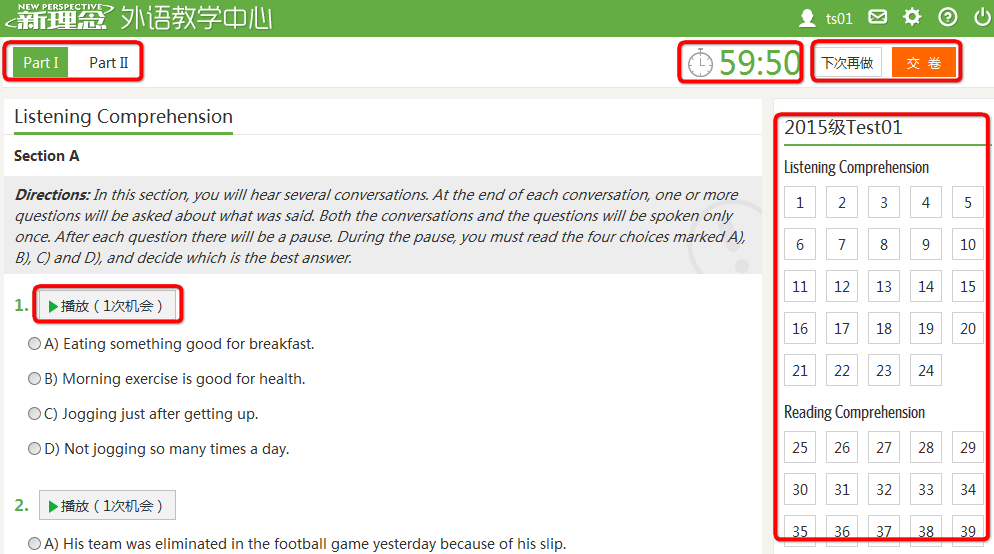 NEW PERSPECTIVE
新理念 外语教学中心
ts01
Part I Part II
59:50
下次再做
交 卷
Listening Comprehension
Section A
Directions: In this section, you will hear several conversations. At the end of each conversation, one or more
questions will be asked about what was said. Both the conversations and the questions will be spoken only
once. After each question there will be a pause. During the pause, you must read the four choices marked A),
B), C) and D), and decide which is the best answer.
1. 播放（1次机会）
A) Eating something good for breakfast.
B) Morning exercise is good for health.
C) Jogging just after getting up.
D) Not jogging so many times a day.
2. 播放（1次机会）
A) His team was eliminated in the football game yesterday because of his slip.
2015级Test01
Listening Comprehension
1 2 3 4 5
6 7 8 9 10
11 12 13 14 15
16 17 18 19 20
21 22 23 24
Reading Comprehension
25 26 27 28 29
30 31 32 33 34
35 36 37 38 39